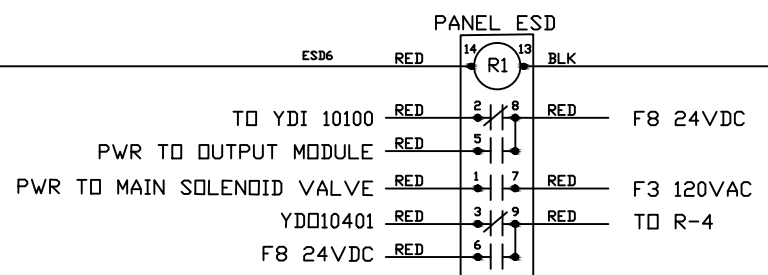 PANEL ESD
ESD6 RED 14 R1 13 BLK
TO YDI 10100 RED 2 8 RED F8 24VDC
PWR TO OUTPUT MODULE RED 5
PWR TO MAIN SOLENOID VALVE RED 1 7 RED F3 120VAC
YDO10401 RED 3 9 RED TO R-4
F8 24VDC RED 6